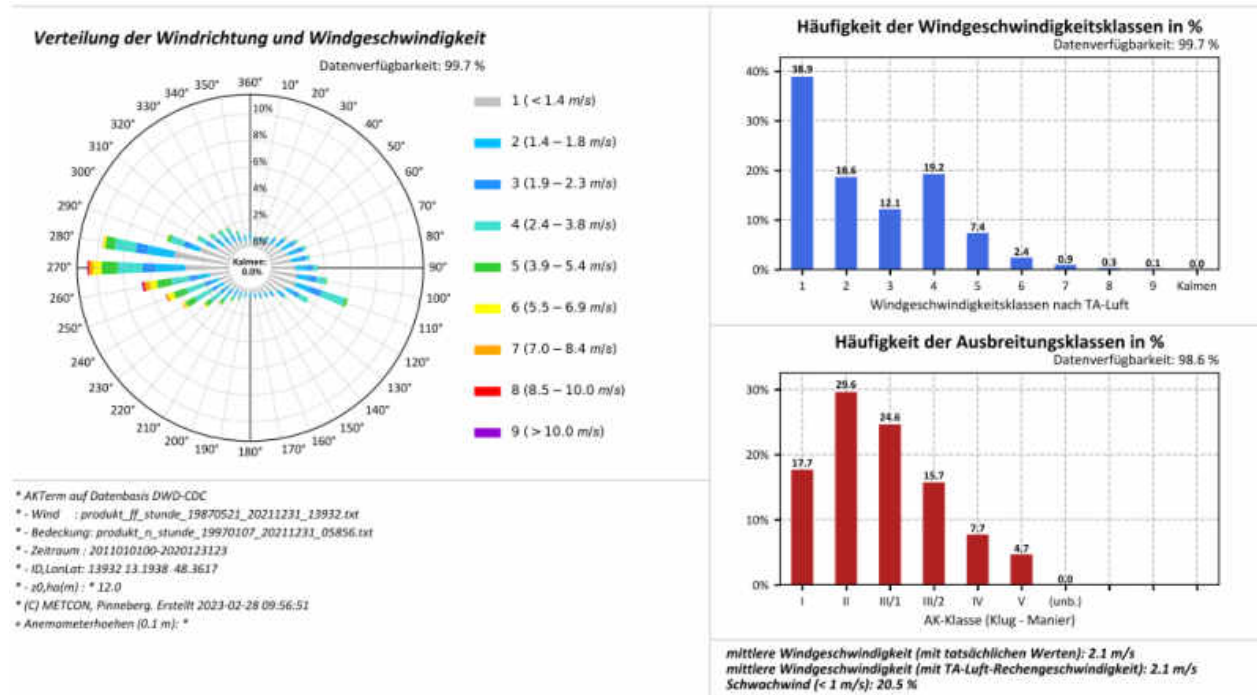 Verteilung der Windrichtung und Windgeschwindigkeit
Datenverfügbarkeit: 99.7 %
360°
10°
20°
30°
40°
50°
60°
70°
80°
90°
100°
110°
120°
130°
140°
150°
160°
170°
180°
190°
200°
210°
220°
230°
240°
250°
260°
270°
280°
290°
300°
310°
320°
330°
340°
350°
10%
8%
6%
4%
2%
0%
Kalmen:
0.0%
1 (< 1.4 m/s)
2 (1.4 − 1.8 m/s)
3 (1.9 − 2.3 m/s)
4 (2.4 − 3.8 m/s)
5 (3.9 − 5.4 m/s)
6 (5.5 − 6.9 m/s)
7 (7.0 − 8.4 m/s)
8 (8.5 − 10.0 m/s)
9 (> 10.0 m/s)
* AKTerm auf Datenbasis DWD-CDC
* - Wind : produkt_ff_stunde_19870521_20211231_13932.txt
* - Bedeckung: produkt_n_stunde_19970107_20211231_05856.txt
* - Zeitraum : 2011010100-2020123123
* - ID,LonLat: 13932 13.1938 48.3617
* - z0,ha(m) : * 12.0
* (C) METCON, Pinneberg. Erstellt 2023-02-28 09:56:51
+ Anemometerhoehen (0.1 m): *
Häufigkeit der Windgeschwindigkeitsklassen in %
Datenverfügbarkeit: 99.7 %
40%
30%
20%
10%
0%
38.9
18.6
12.1
19.2
7.4
2.4
0.9
0.3
0.1
0.0
1 2 3 4 5 6 7 8 9 Kalmen
Windgeschwindigkeitsklassen nach TA-Luft
Häufigkeit der Ausbreitungsklassen in %
Datenverfügbarkeit: 98.6 %
30%
20%
10%
0%
17.7
29.6
24.6
15.7
7.7
4.7
0.0
I II III/1 III/2 IV V (unb.)
AK-Klasse (Klug - Manier)
mittlere Windgeschwindigkeit (mit tatsächlichen Werten): 2.1 m/s
mittlere Windgeschwindigkeit (mit TA-Luft-Rechengeschwindigkeit): 2.1 m/s
Schwachwind (< 1 m/s): 20.5 %